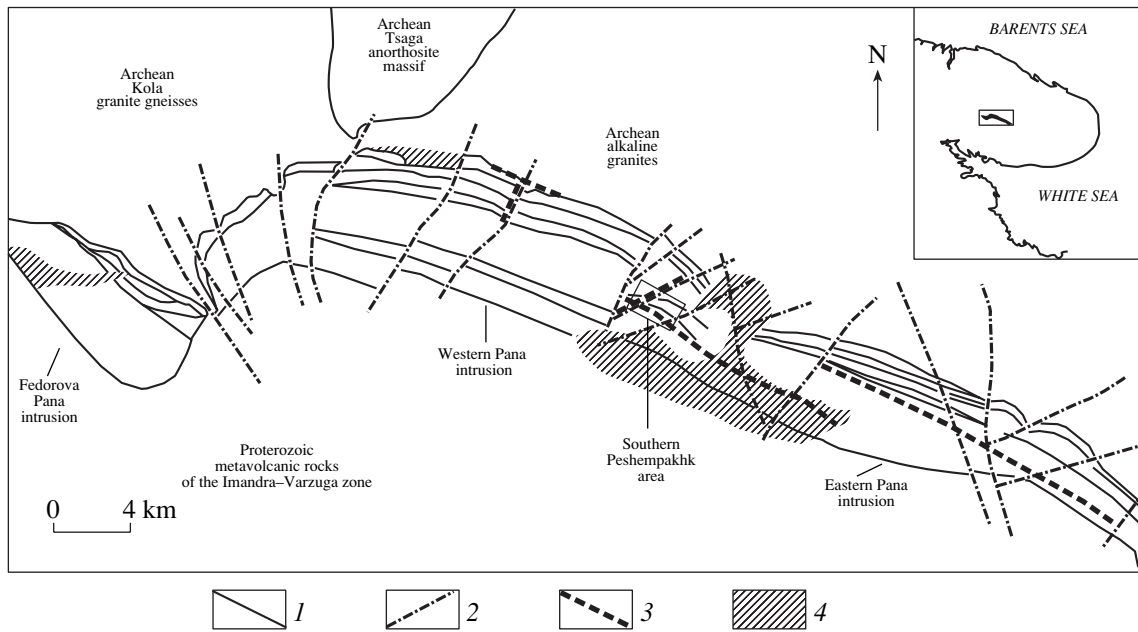 Archean
Tsaga
anorthosite
massif
Archean
Kola
granite gneisses
Archean
alkaline
granites
N
BARENTS SEA
WHITE SEA
Fedorova
Pana
intrusion
Western Pana
intrusion
Proterozoic
metavolcanic rocks
of the Imandra–Varzuga zone
Southern
Peshempakhk
area
Eastern Pana
intrusion
0 4 km
1 2 3 4